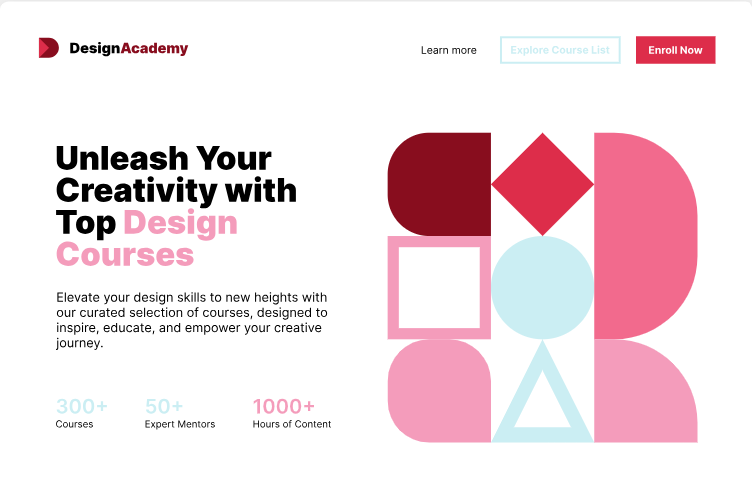 DesignAcademy
Learn more
Explore Course List
Enroll Now
Unleash Your
Creativity with
Top Design
Courses
Elevate your design skills to new heights with
our curated selection of courses, designed to
inspire, educate, and empower your creative
journey.
300+
50+
1000+
Courses
Expert Mentors
Hours of Content